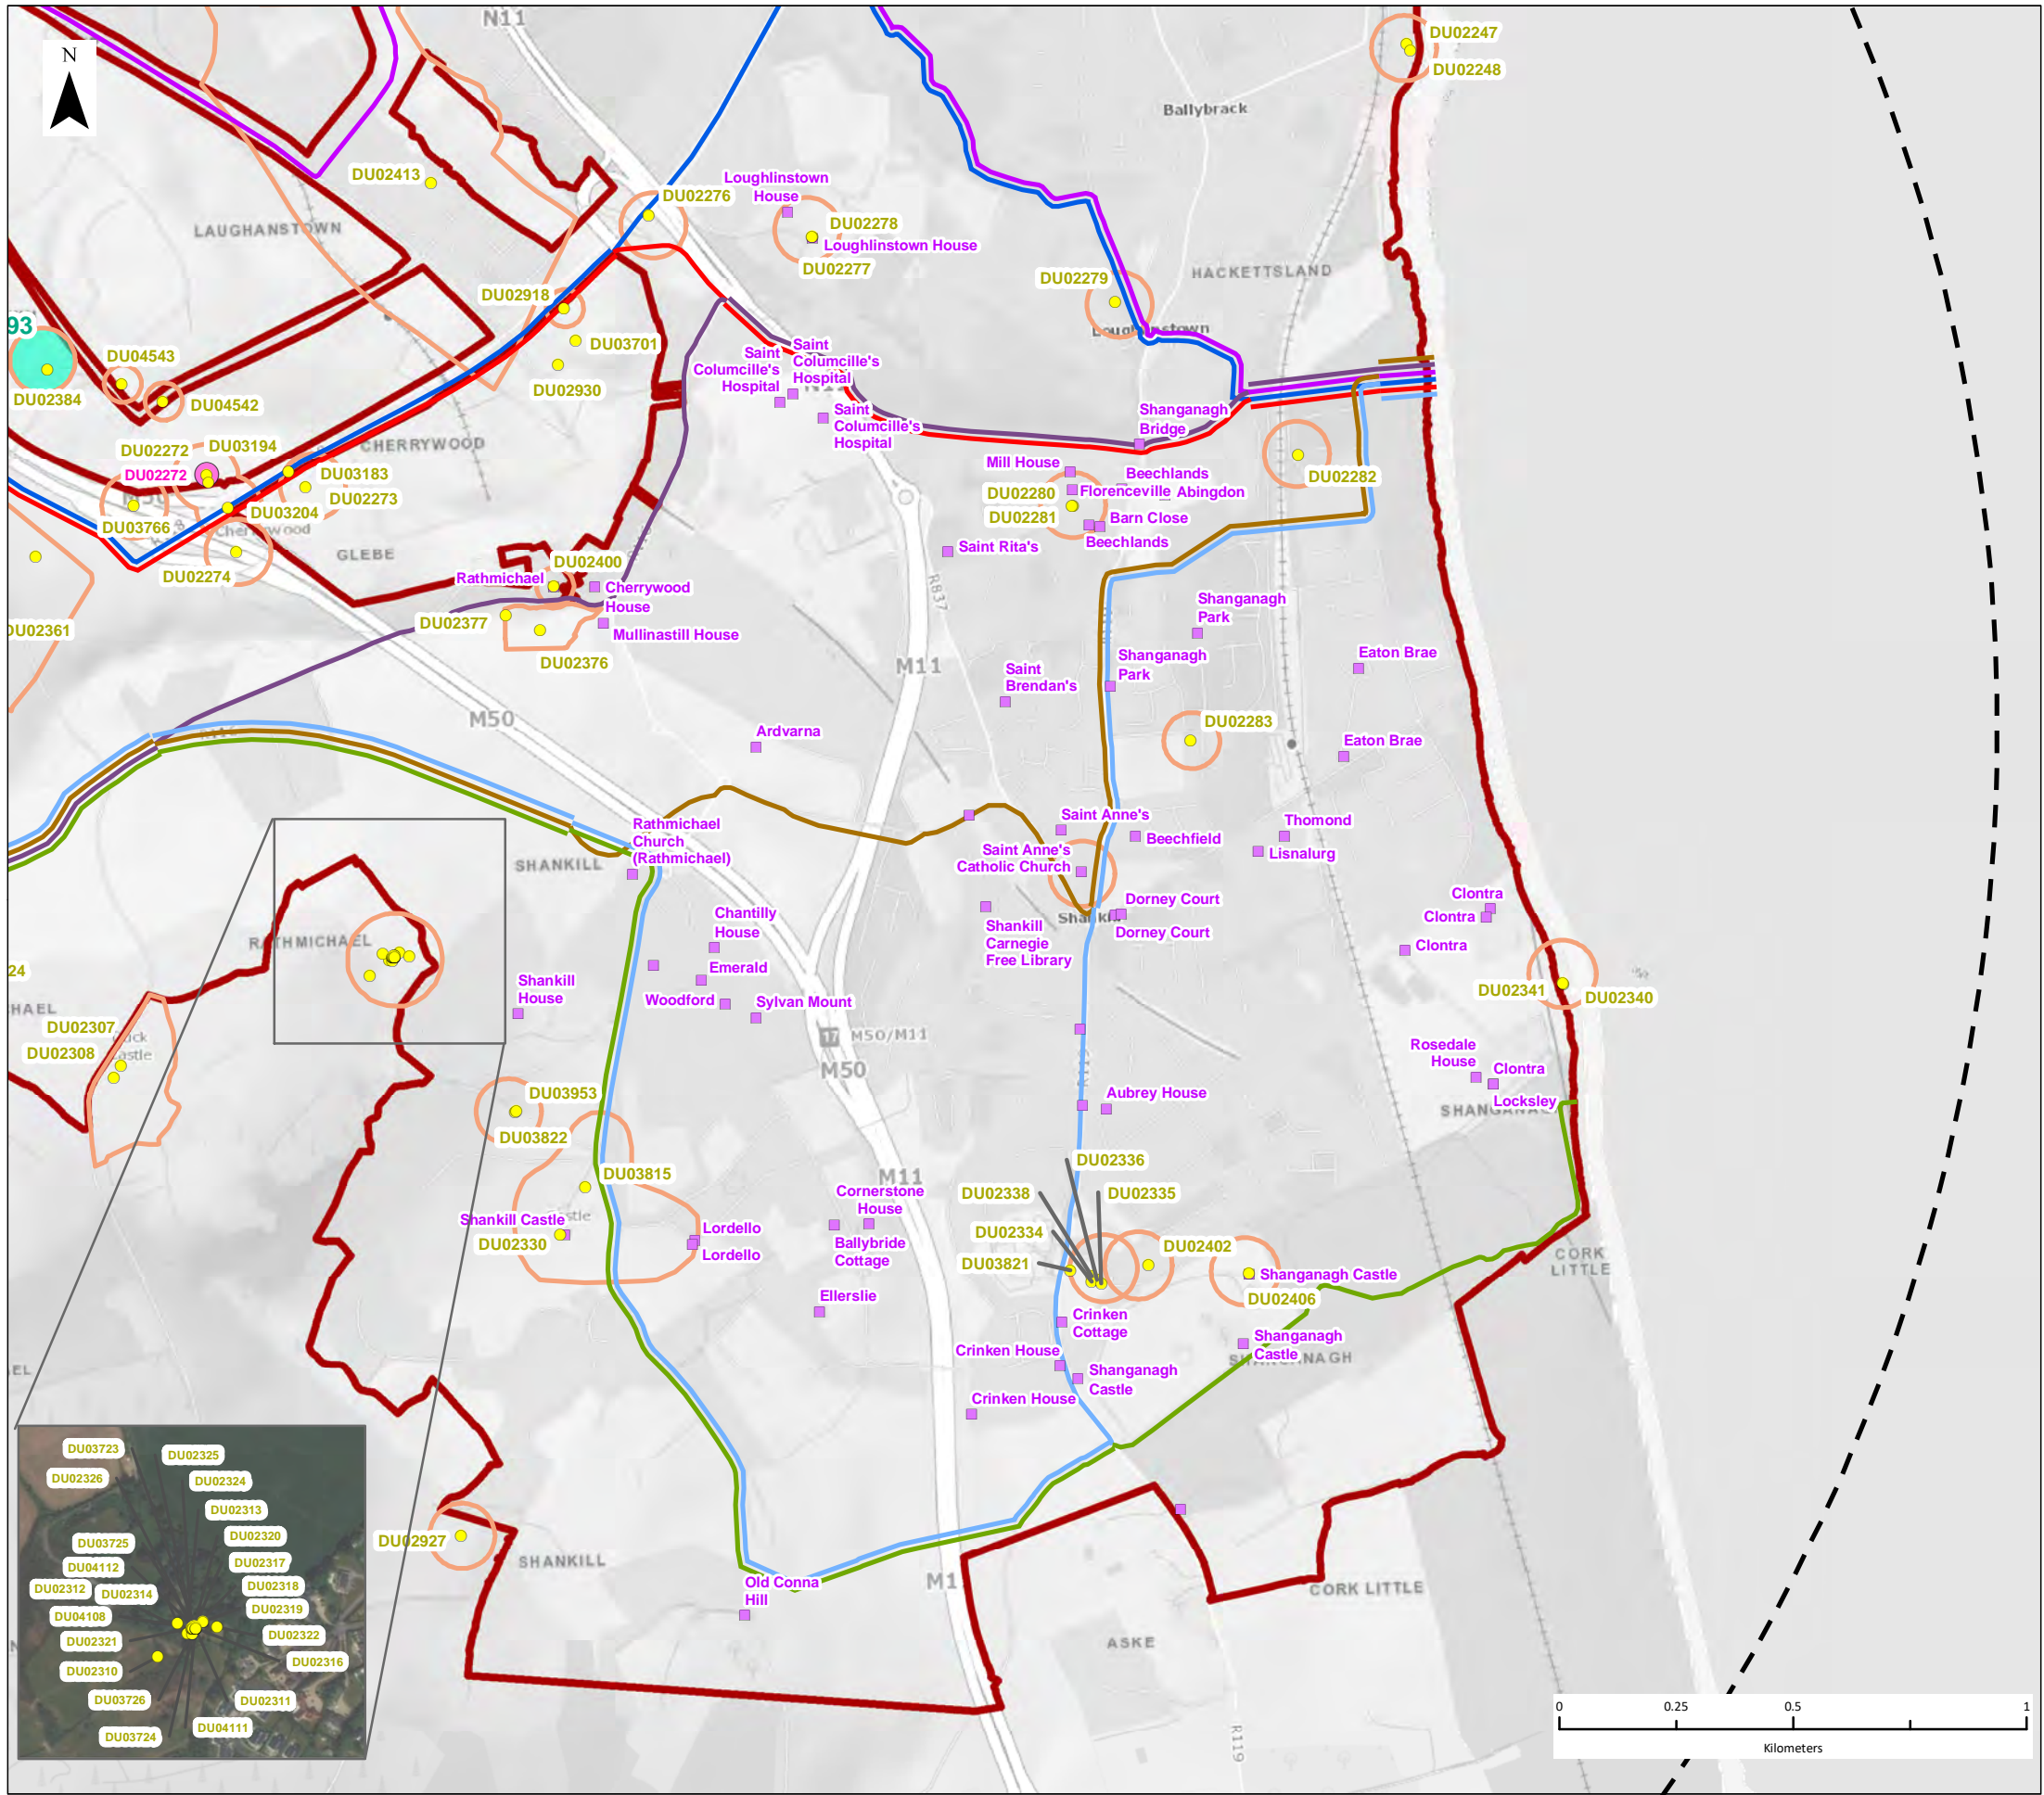 N11
DU02247
N
DU02248
Ballybrack
DU02413
Loughlinstown
House
DU02276
LAUGHANSTOWN
DU02278
Loughlinstown House
DU02277
DU02279
HACKETTSLAND
DU02918
93
DU03701
DU04543
Saint
Columcille's
Hospital
Saint
Columcille's
Hospital
DU02930
DU02384
DU04542
Saint
Columcille's
Hospital
Shanganagh
Bridge
DU02272
DU03194
CHERRYWOOD
DU02272
DU03183
Mill House
Beechlands
DU02282
DU02273
DU02280
Florenceville
Abingdon
DU03204
DU02281
Barn Close
DU03766
Beechlands
GLEBE
Saint Rita's
DU02400
DU02274
Rathmichael
Cherrywood
House
R837
Shanganagh
Park
DU02377
DU02361
Mullinastill House
DU02376
M11
Shanganagh
Park
Saint
Brendan's
Eaton Brae
M50
DU02283
Ardvarna
Eaton Brae
Saint Anne's
Thomond
Rathmichael
Church
(Rathmichael)
Beechfield
Lisnalurg
Saint Anne's
Catholic Church
SHANKILL
Clontra
Dorney Court
Clontra
Chantilly
House
Shankill
Carnegie
Free Library
Dorney Court
RATHMICHAEL
Clontra
24
Emerald
Shankill
House
DU02341
DU02340
Woodford
Sylvan Mount
DU02307
17
M50/M11
Rosedale
House
DU02308
M50
Clontra
DU03953
Aubrey House
Locksley
DU03822
M11
DU02336
DU03815
DU02338
DU02335
Cornerstone
House
Shankill Castle
Lordello
DU02334
DU02330
Ballybride
Cottage
DU02402
Lordello
DU03821
CORK
LITTLE
Shanganagh Castle
Ellerslie
DU02406
Crinken
Cottage
Shanganagh
Castle
Crinken House
Shanganagh
Castle
Crinken House
DU03723
DU02325
DU02326
DU02324
DU02313
DU02927
DU02320
DU03725
DU02317
SHANKILL
DU04112
DU02318
DU02312
DU02314
Old Conna
Hill
CORK LITTLE
DU02319
DU04108
DU02322
DU02321
ASKE
DU02316
DU02310
DU03726
DU02311
DU04111
DU03724
R119
0
0.25
0.5
1
Kilometers